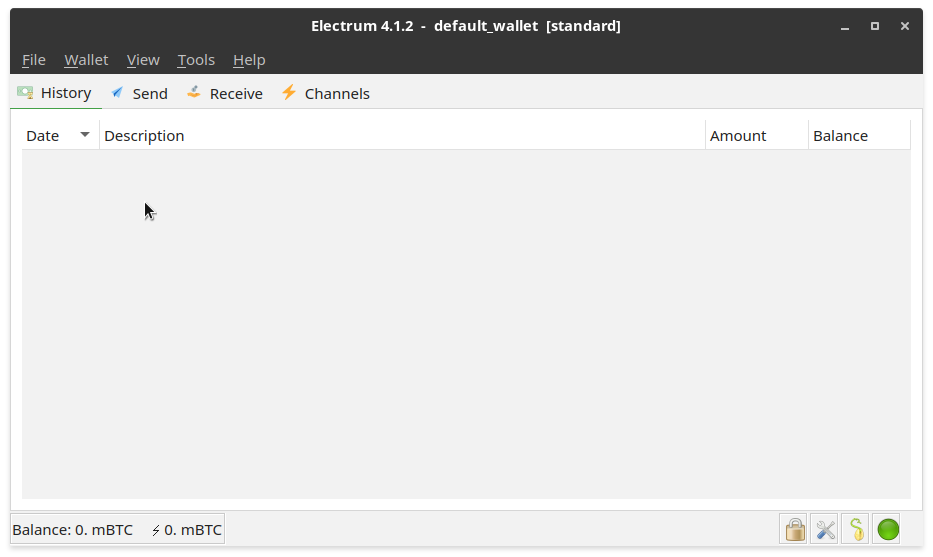 Electrum 4.1.2 - default_wallet [standard]
File Wallet View Tools Help
History Send Receive Channels
Date Description Amount Balance
Balance: 0. mBTC 0. mBTC